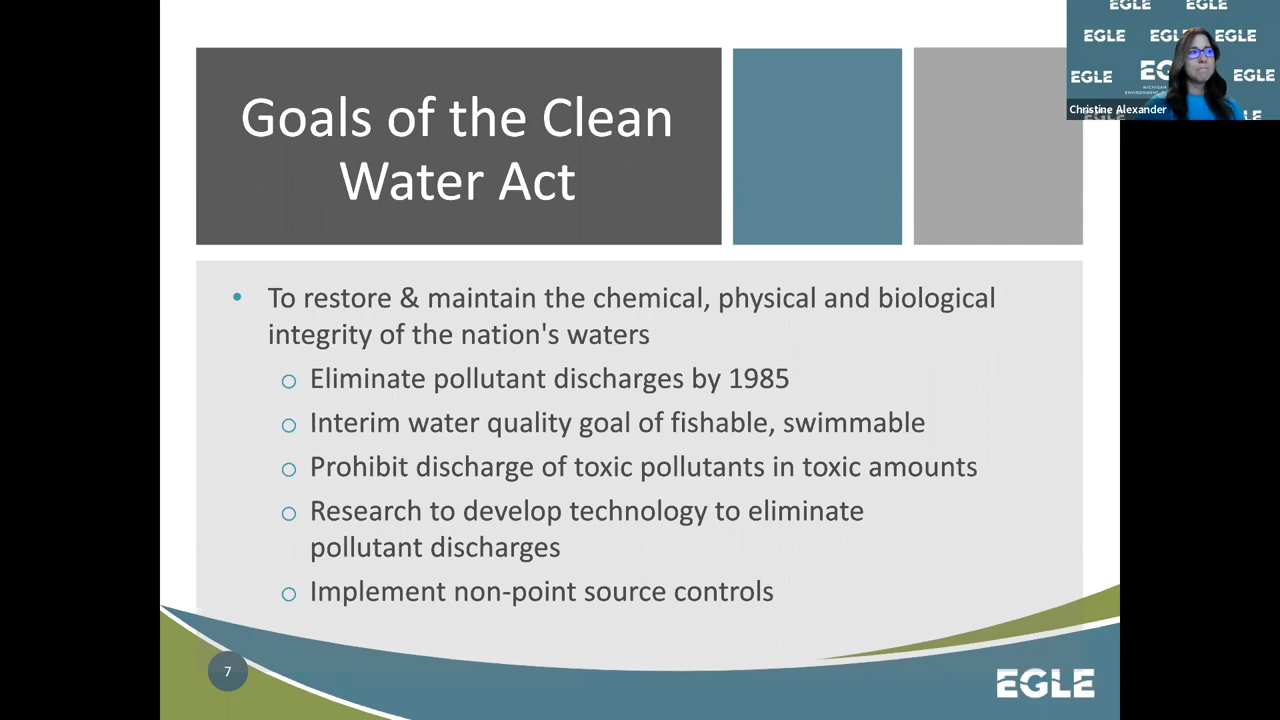 Goals of the Clean
Water Act
• To restore & maintain the chemical, physical and biological
integrity of the nation's waters
o Eliminate pollutant discharges by 1985
o Interim water quality goal of fishable, swimmable
o Prohibit discharge of toxic pollutants in toxic amounts
o Research to develop technology to eliminate
pollutant discharges
o Implement non-point source controls
7
EGLE
EGLE EGLE
EGLE EGLE EGLE
EGLE EG EGLE
Christine Alexander